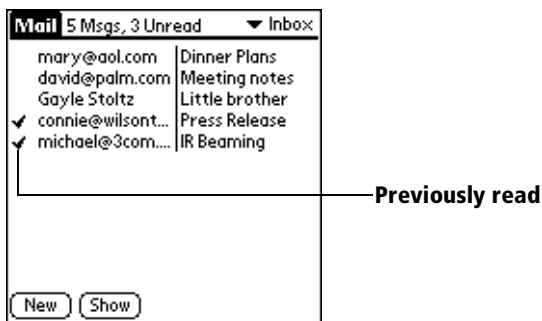 Mail 5 Msgs, 3 Unread ▼ Inbox
mary@aol.com Dinner Plans
david@palm.com Meeting notes
Gayle Stoltz Little brother
✔ connie@wilsont... Press Release
✔ michael@3com.... IR Beaming
Previously read
New Show